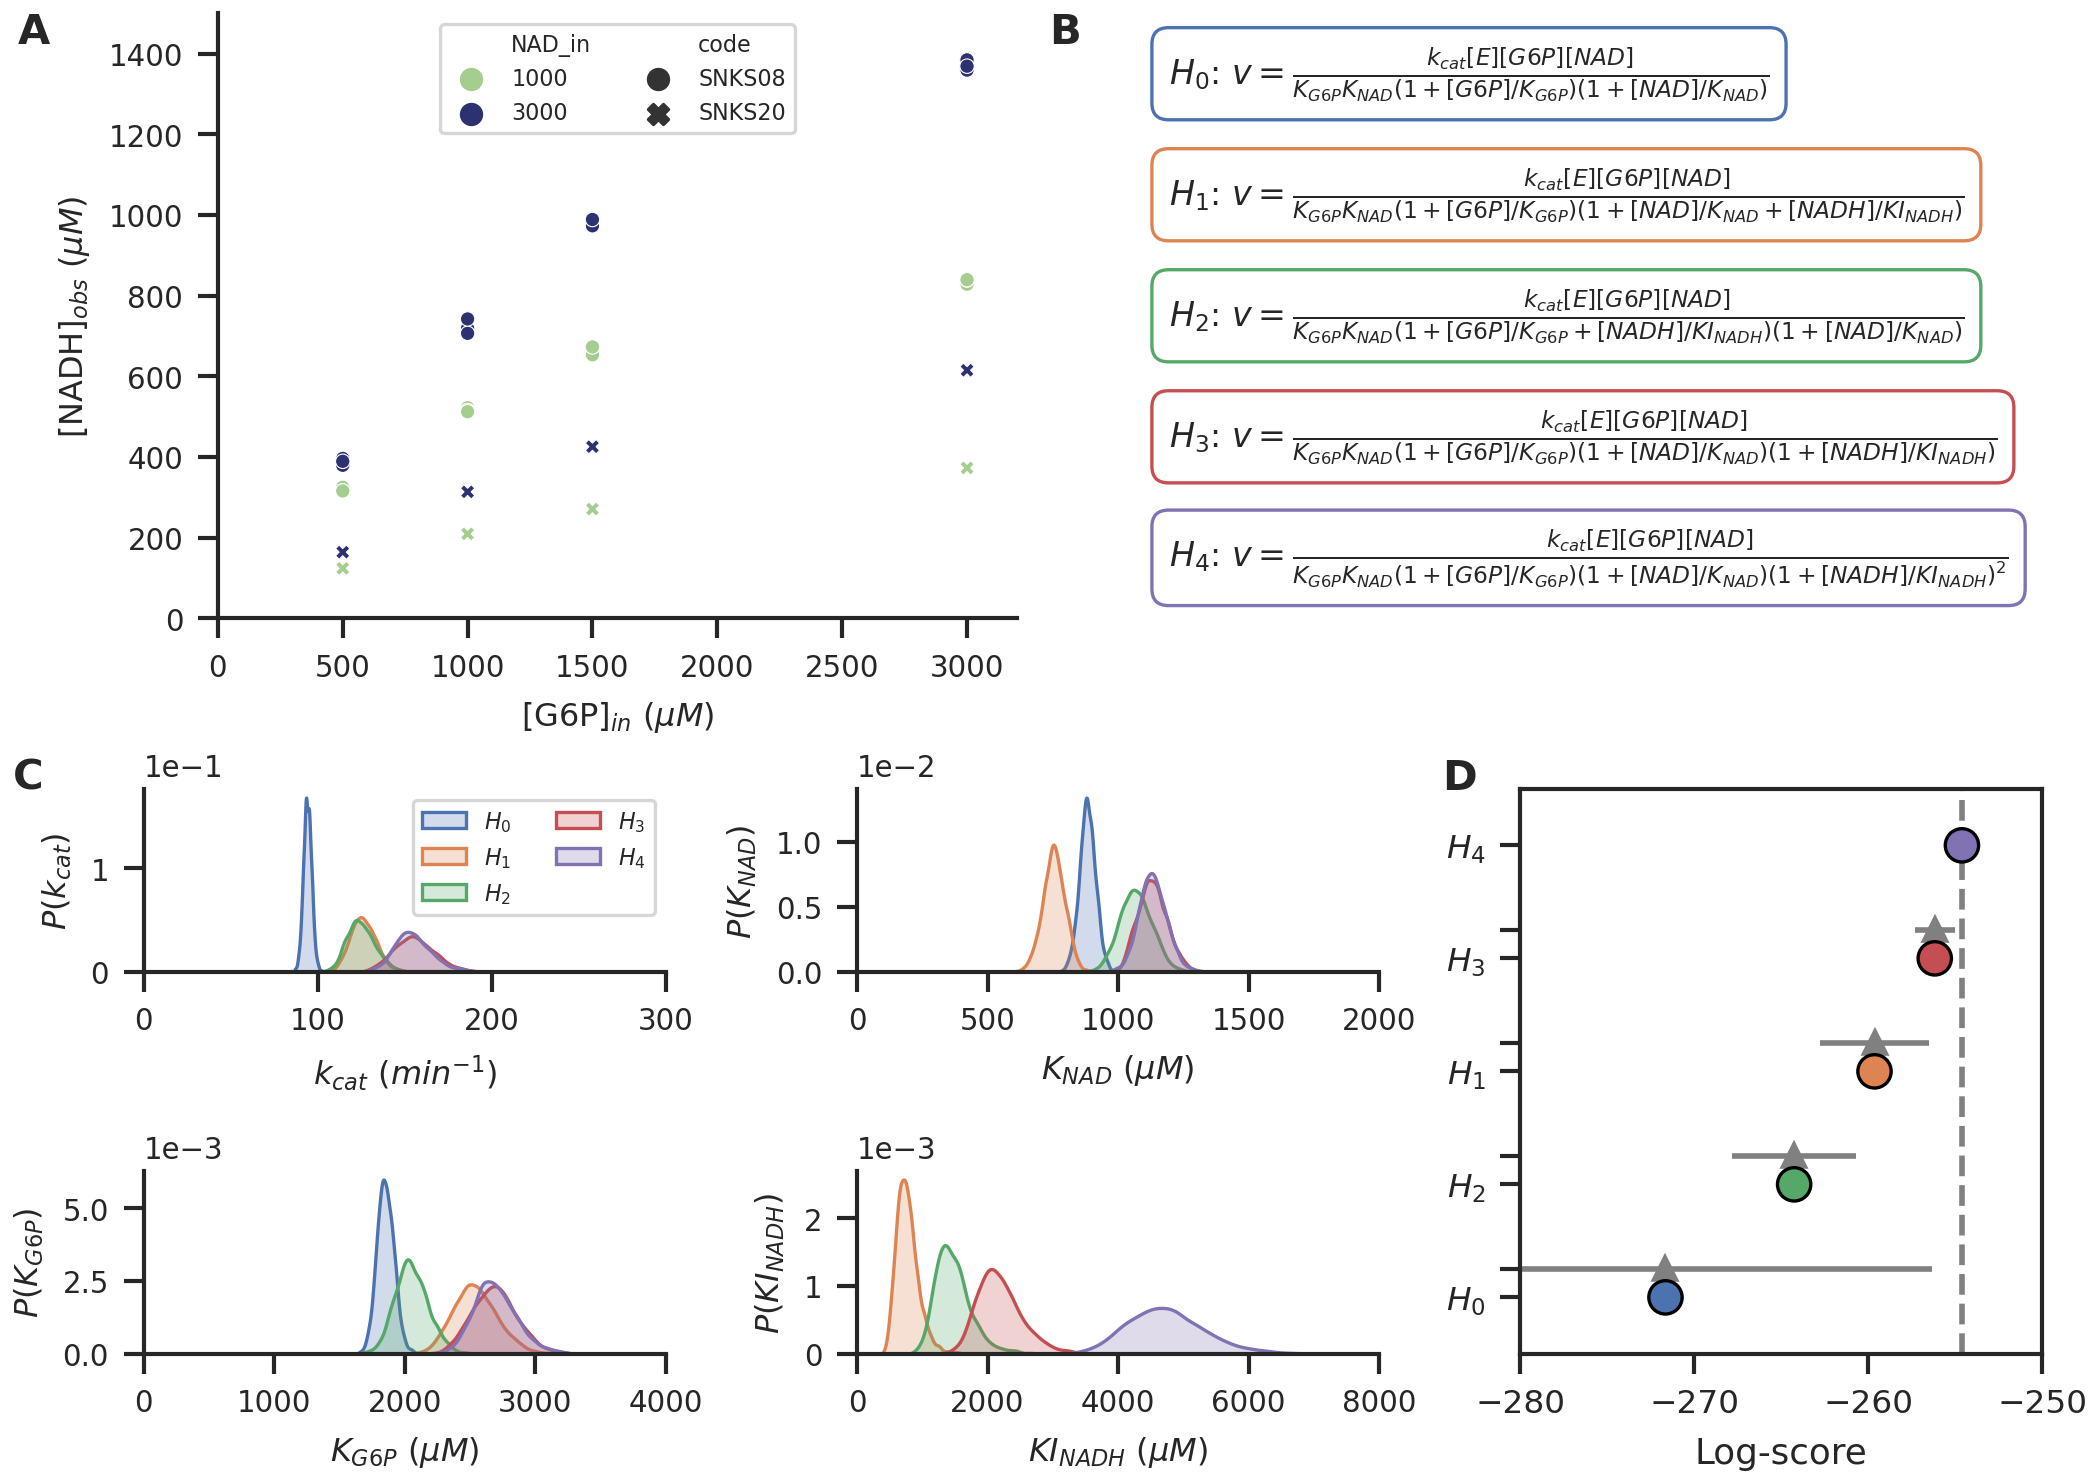 A
NAD_in code
1000 SNKS08
3000 SNKS20
1400
1200
1000
800
600
400
200
0
[NADH]obs (μM)
0 500 1000 1500 2000 2500 3000
[G6P]in (μM)
B
H0: v = kcat[E][G6P][NAD] / KG6PKNAD(1 + [G6P]/KG6P)(1 + [NAD]/KNAD)
H1: v = kcat[E][G6P][NAD] / KG6PKNAD(1 + [G6P]/KG6P)(1 + [NAD]/KNAD + [NADH]/KINADH)
H2: v = kcat[E][G6P][NAD] / KG6PKNAD(1 + [G6P]/KG6P + [NADH]/KINADH)(1 + [NAD]/KNAD)
H3: v = kcat[E][G6P][NAD] / KG6PKNAD(1 + [G6P]/KG6P)(1 + [NAD]/KNAD)(1 + [NADH]/KINADH)
H4: v = kcat[E][G6P][NAD] / KG6PKNAD(1 + [G6P]/KG6P)(1 + [NAD]/KNAD)(1 + [NADH]/KINADH)²
C
1e−1
P(kcat)
1
0
H0 H3
H1 H4
H2
0 100 200 300
kcat (min⁻¹)
1e−2
P(KNAD)
1.0
0.5
0.0
0 500 1000 1500 2000
KNAD (μM)
1e−3
P(KG6P)
5.0
2.5
0.0
0 1000 2000 3000 4000
KG6P (μM)
1e−3
P(KINADH)
2
1
0
0 2000 4000 6000 8000
KINADH (μM)
D
H4
H3
H1
H2
H0
−280 −270 −260 −250
Log-score